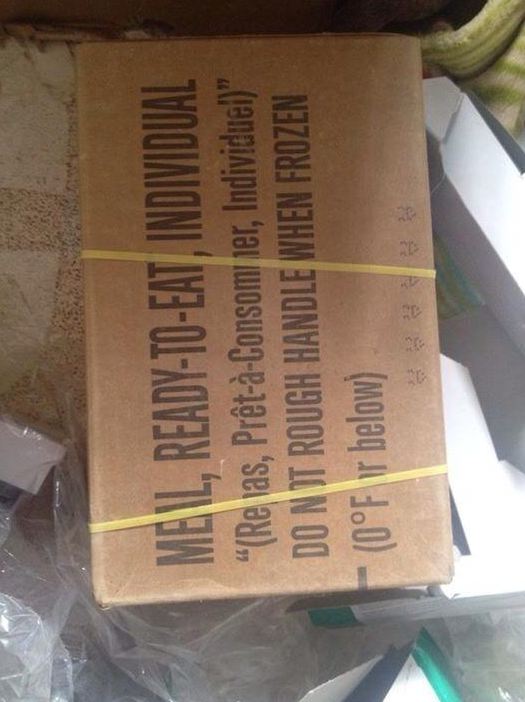 MEAL, READY-TO-EAT, INDIVIDUAL
“(Repas, Prêt-à-Consommer, Individuel)”
DO NOT ROUGH HANDLE WHEN FROZEN
(0°F or below)